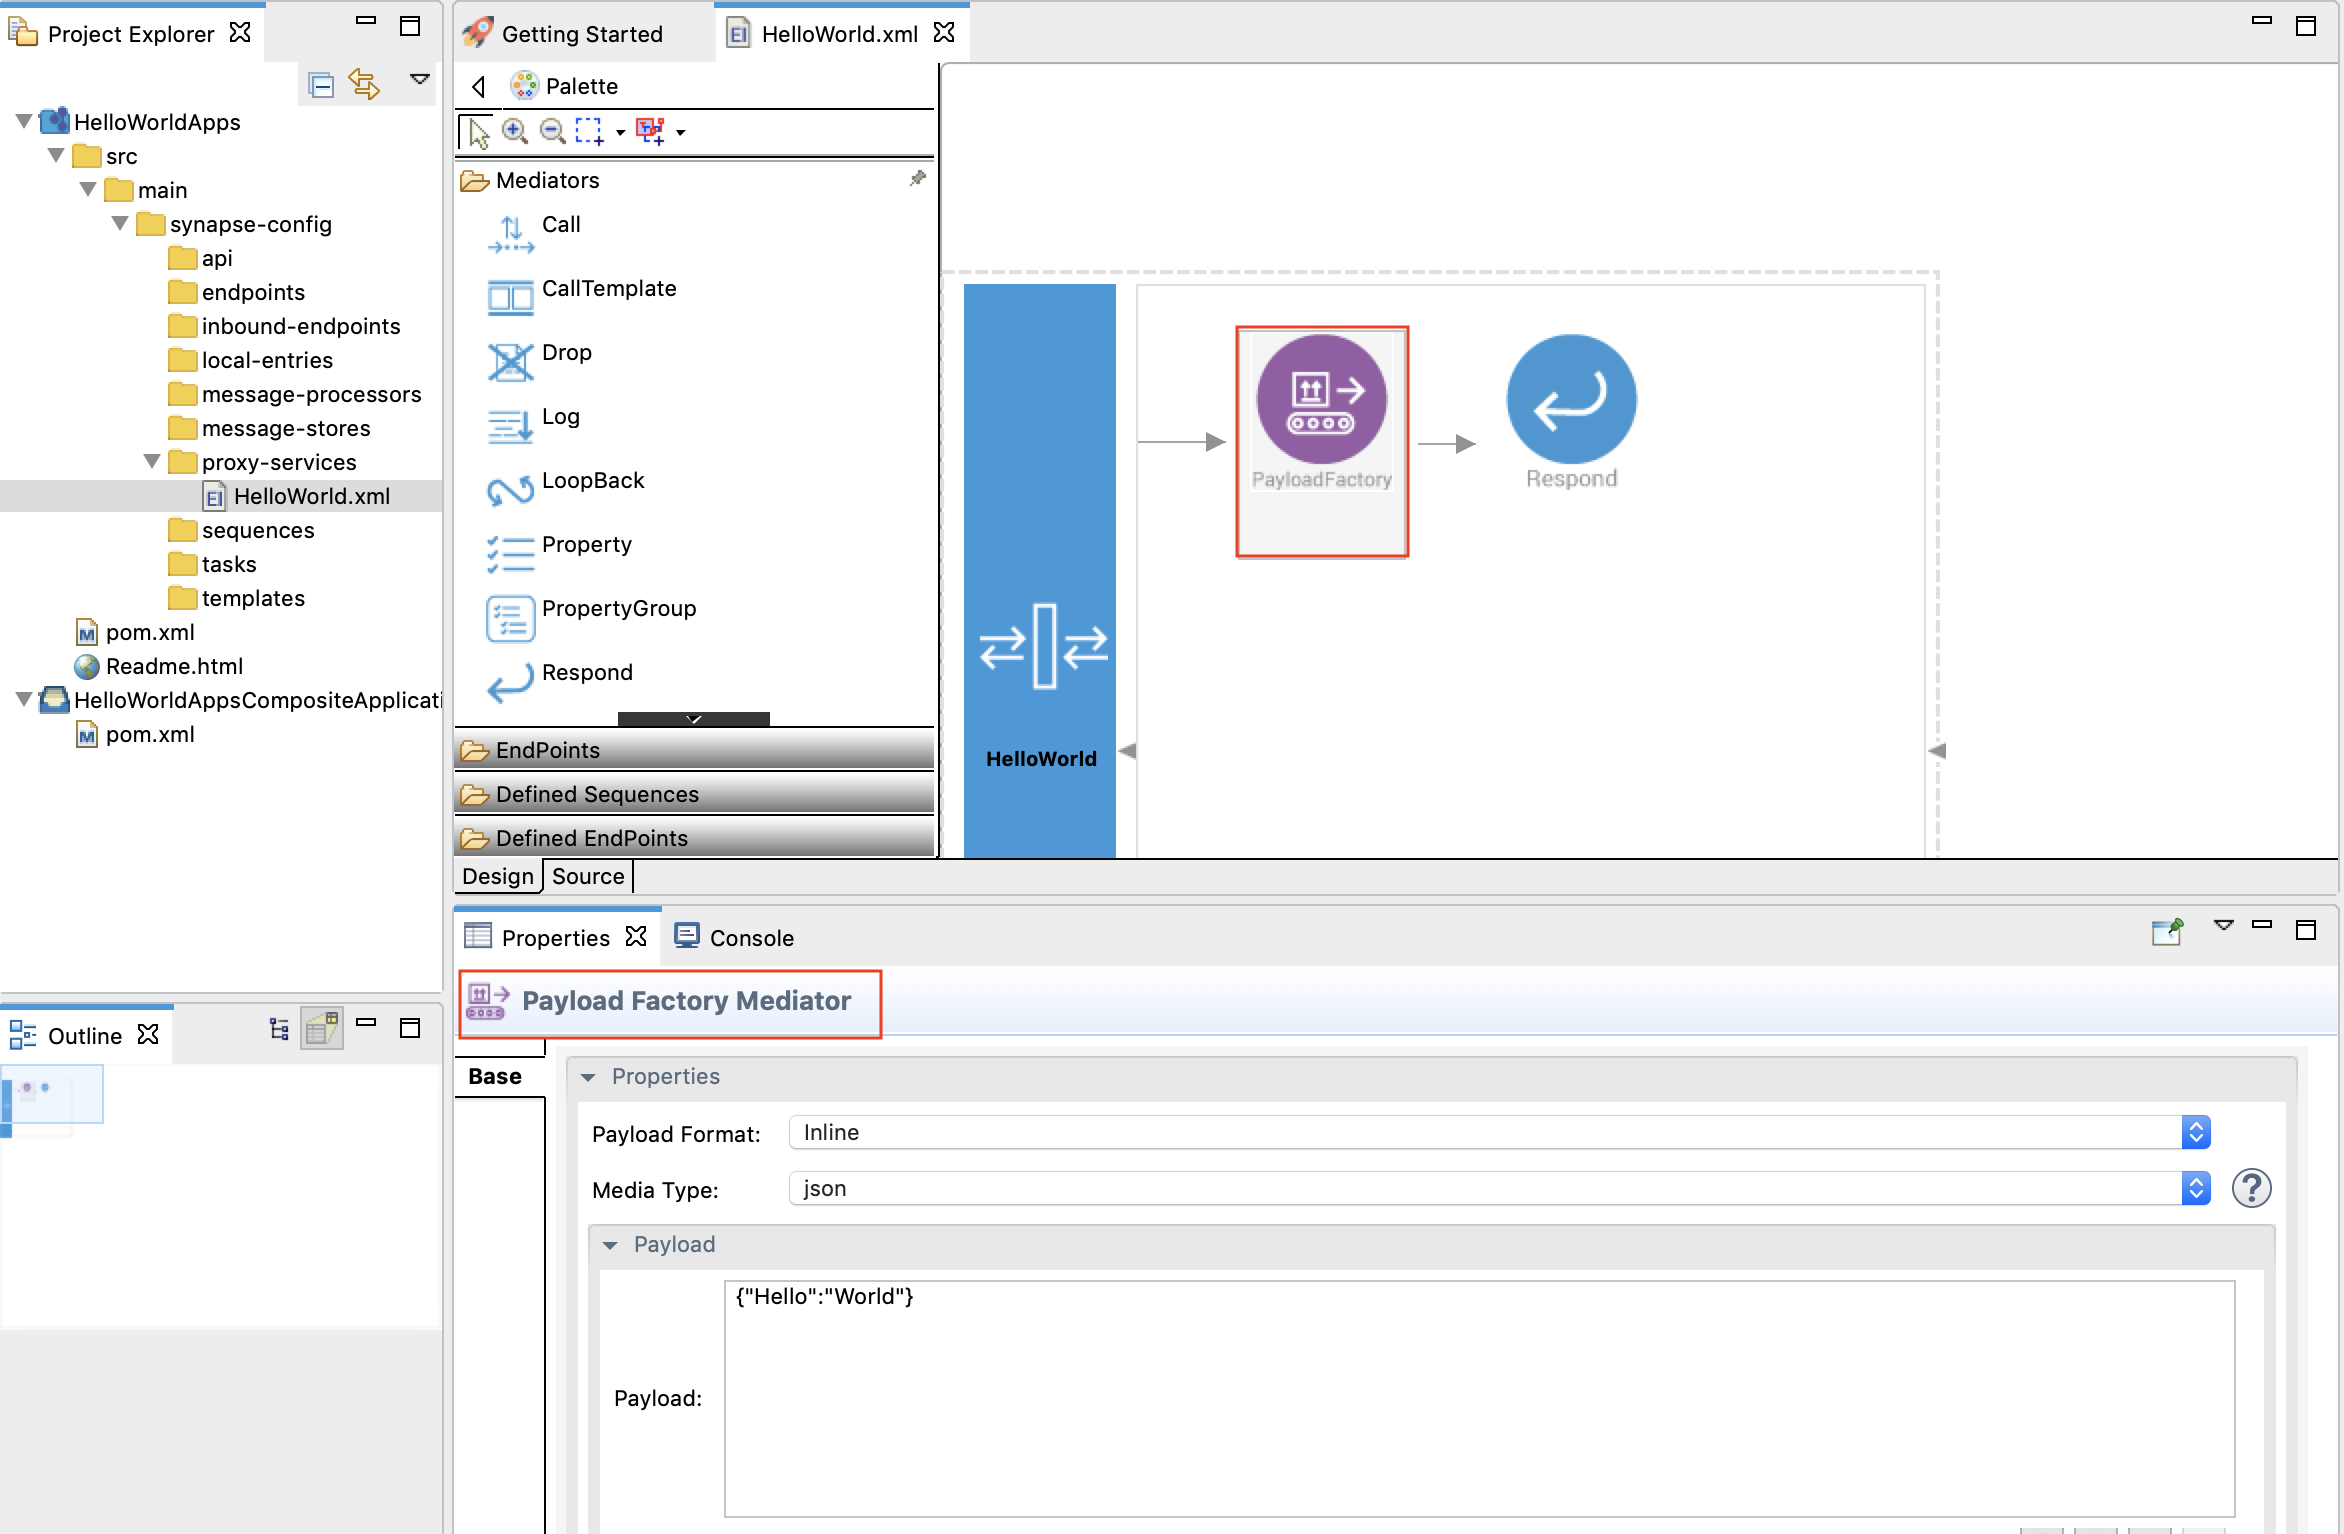 Project Explorer
HelloWorldApps
src
main
synapse-config
api
endpoints
inbound-endpoints
local-entries
message-processors
message-stores
proxy-services
HelloWorld.xml
sequences
tasks
templates
pom.xml
Readme.html
HelloWorldAppsCompositeApplicati
pom.xml
Outline
Getting Started
HelloWorld.xml
Palette
Mediators
Call
CallTemplate
Drop
Log
LoopBack
Property
PropertyGroup
Respond
EndPoints
Defined Sequences
Defined EndPoints
HelloWorld
PayloadFactory
Respond
Design
Source
Properties
Console
Payload Factory Mediator
Base
Properties
Payload Format:
Inline
Media Type:
json
Payload
Payload:
{"Hello":"World"}